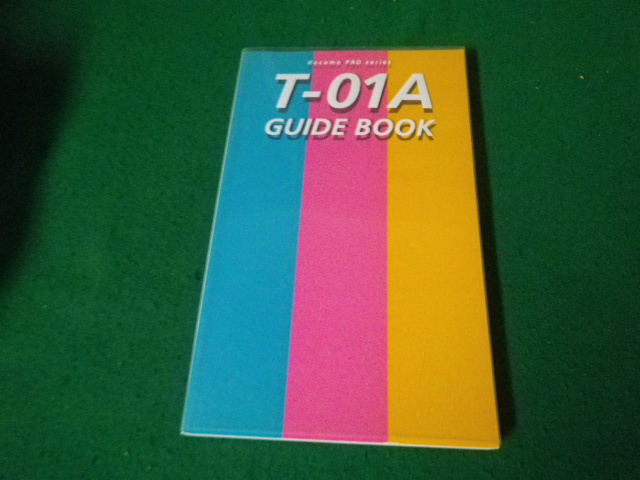 docomo PRO series
T-01A
GUIDE BOOK